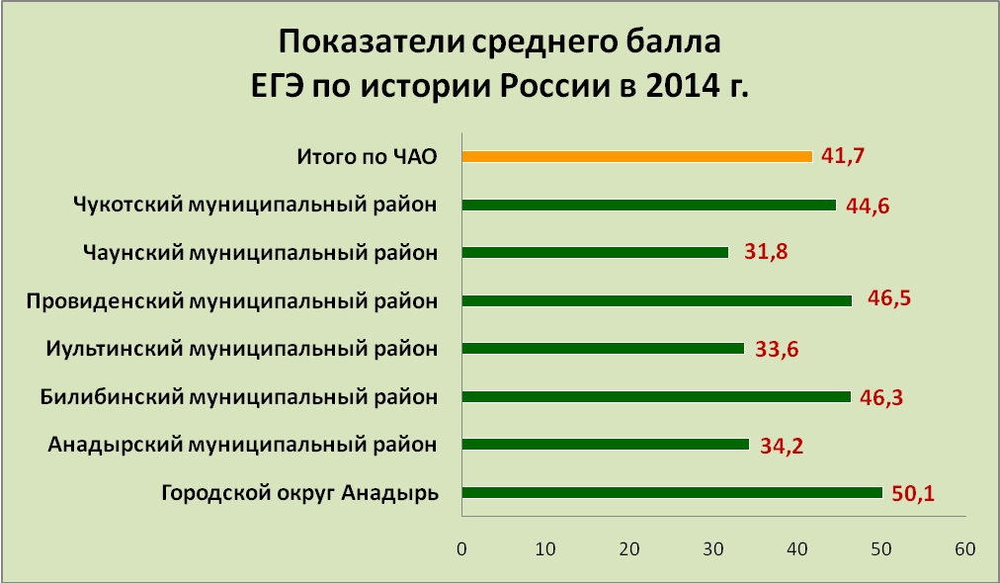 Показатели среднего балла
ЕГЭ по истории России в 2014 г.
Итого по ЧАО 41,7
Чукотский муниципальный район 44,6
Чаунский муниципальный район 31,8
Провиденский муниципальный район 46,5
Иультинский муниципальный район 33,6
Билибинский муниципальный район 46,3
Анадырский муниципальный район 34,2
Городской округ Анадырь 50,1
0 10 20 30 40 50 60